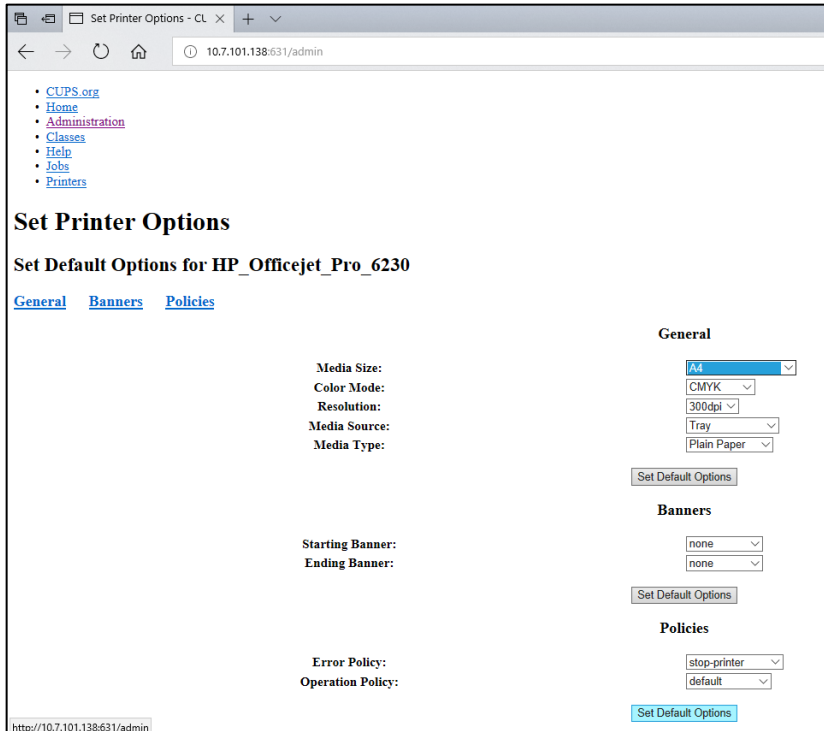 Set Printer Options - CU
10.7.101.138:631/admin
CUPS.org
Home
Administration
Classes
Help
Jobs
Printers
Set Printer Options
Set Default Options for HP_Officejet_Pro_6230
General Banners Policies
General
Media Size: A4
Color Mode: CMYK
Resolution: 300dpi
Media Source: Tray
Media Type: Plain Paper
Set Default Options
Banners
Starting Banner: none
Ending Banner: none
Set Default Options
Policies
Error Policy: stop-printer
Operation Policy: default
Set Default Options
http://10.7.101.138:631/admin